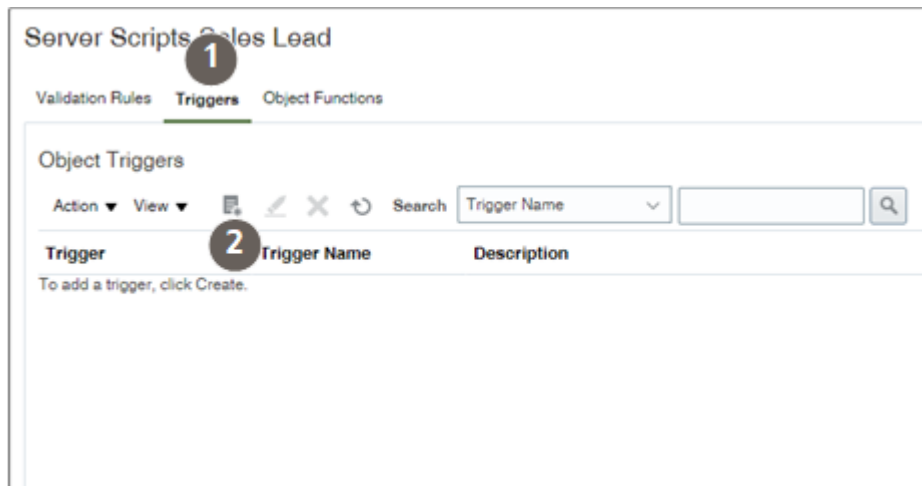 Server Scripts Sales Lead
1
Validation Rules Triggers Object Functions
Object Triggers
Action View Search Trigger Name
2
Trigger Trigger Name Description
To add a trigger, click Create.